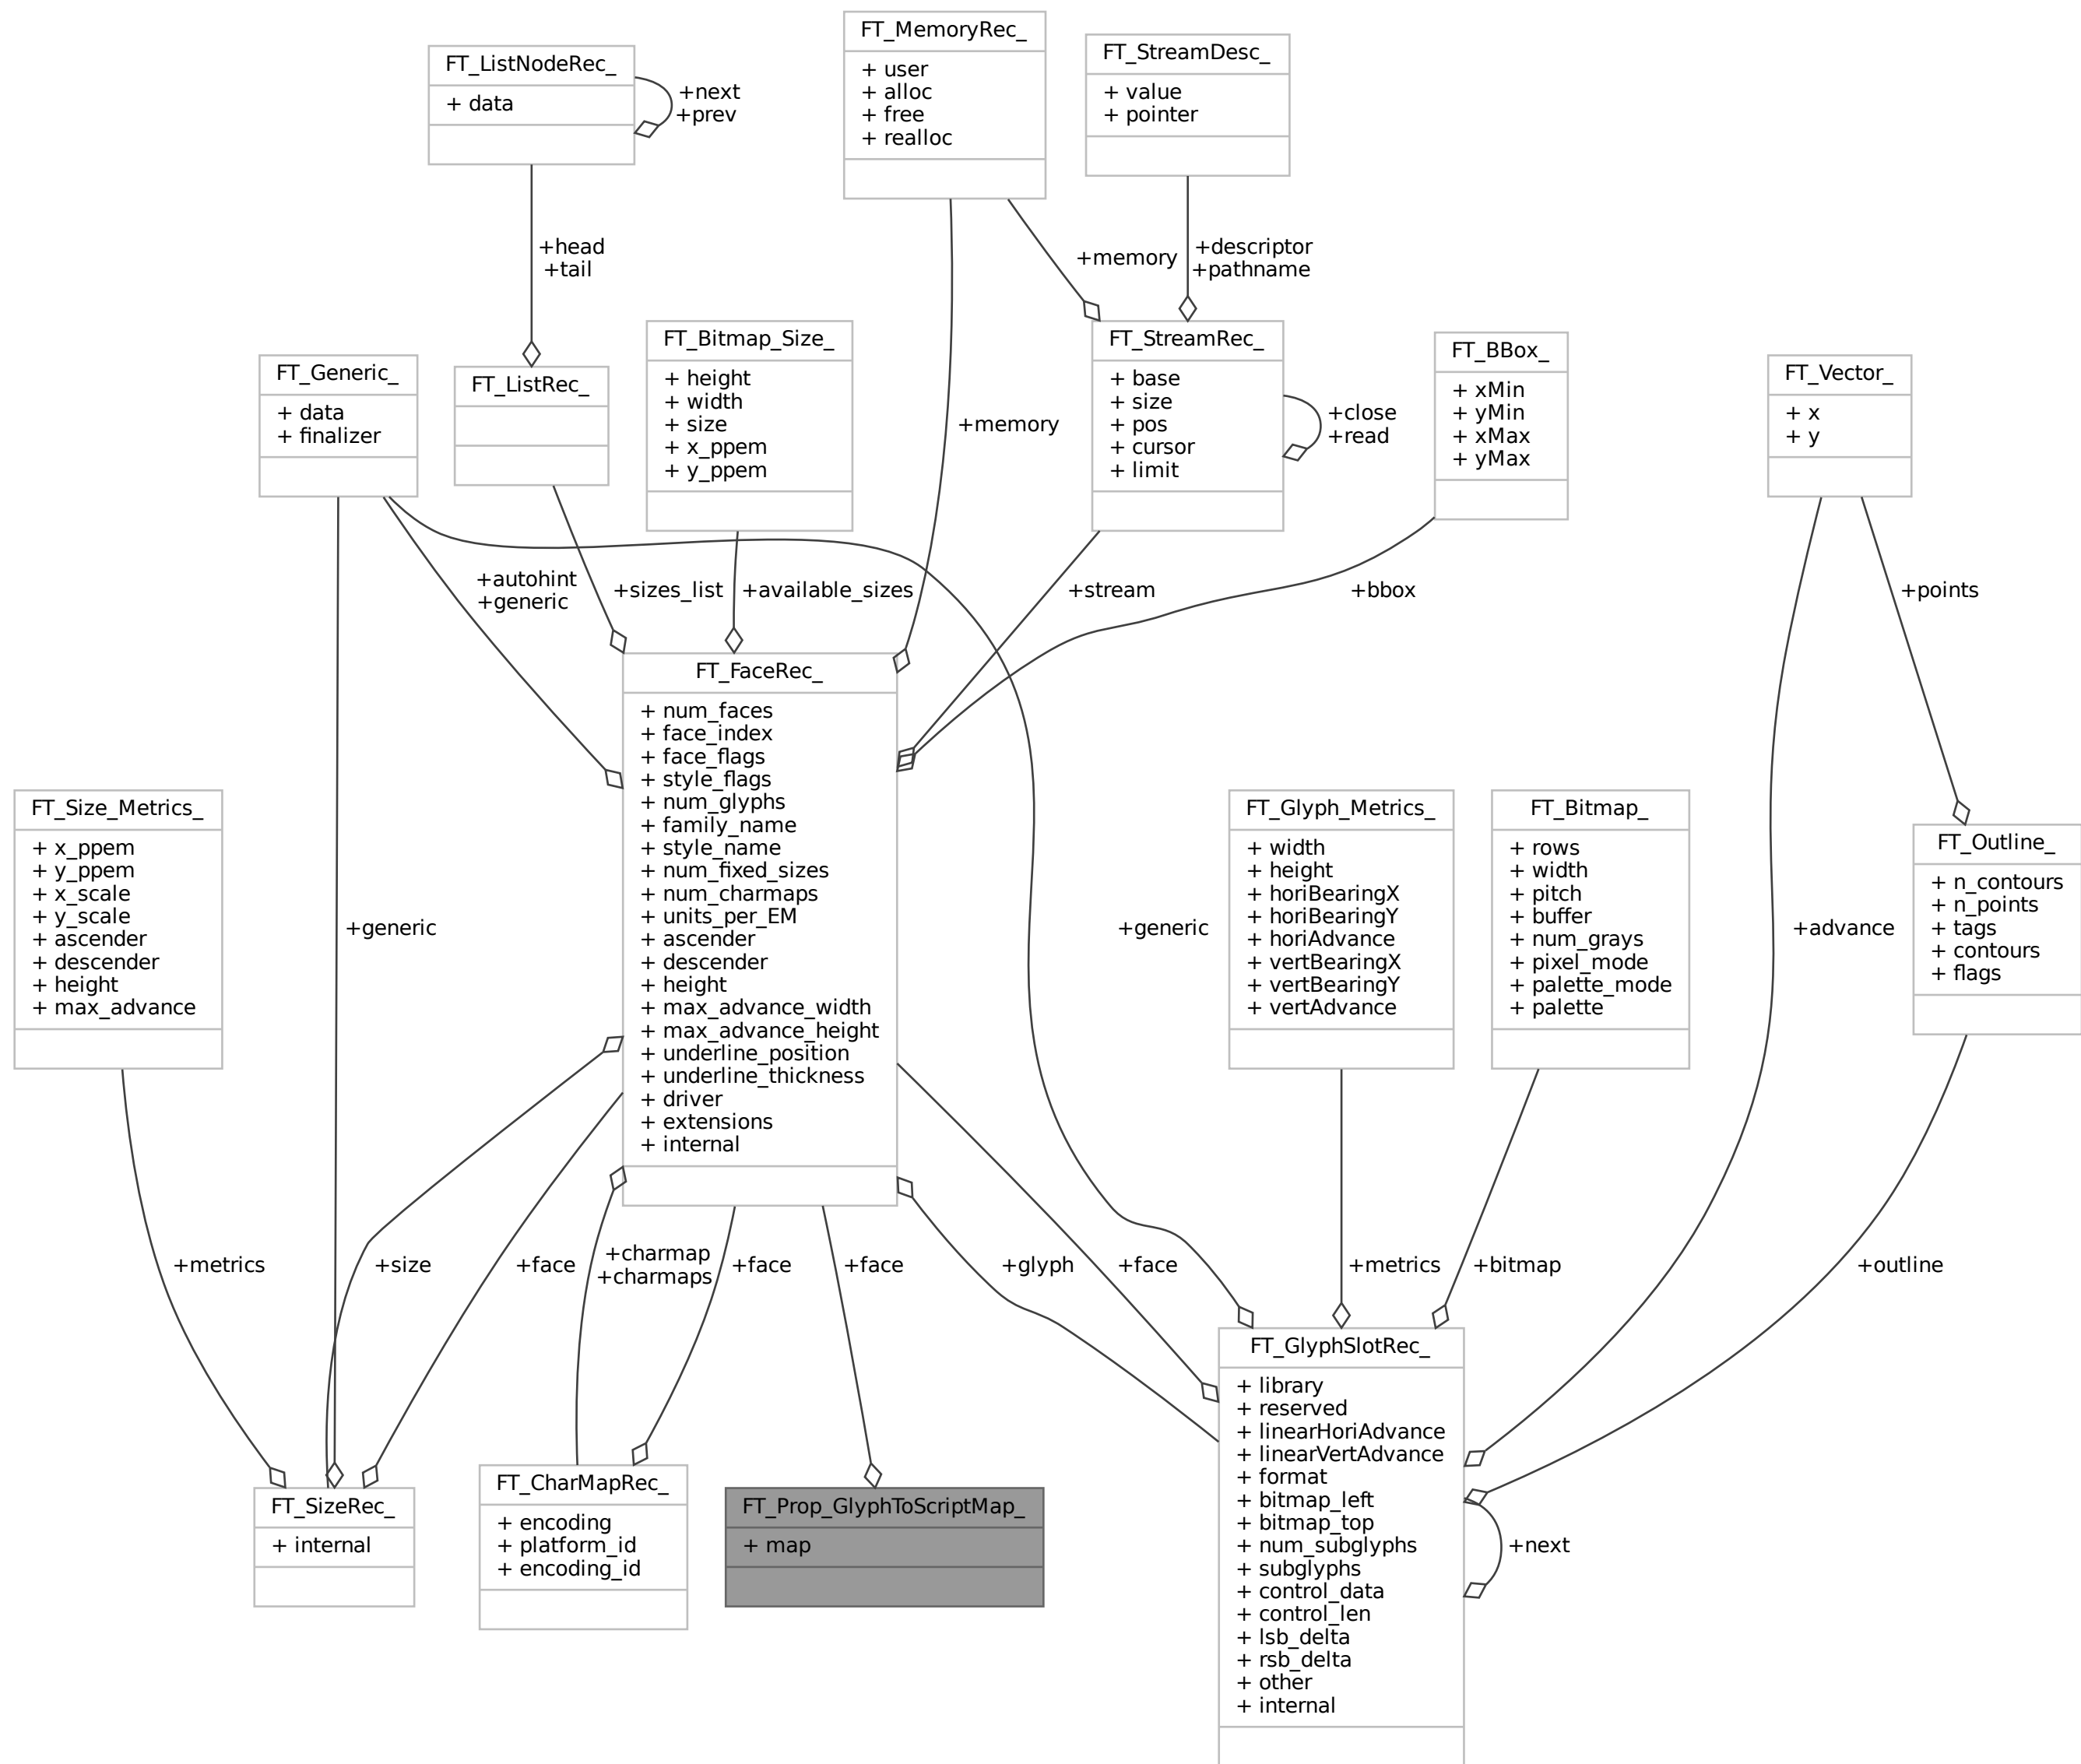 FT_MemoryRec_
+ user
+ alloc
+ free
+ realloc
FT_StreamDesc_
+ value
+ pointer
FT_ListNodeRec_
+ data
+next
+prev
+head
+tail
+memory
+descriptor
+pathname
FT_Generic_
+ data
+ finalizer
FT_ListRec_
FT_Bitmap_Size_
+ height
+ width
+ size
+ x_ppem
+ y_ppem
+memory
FT_StreamRec_
+ base
+ size
+ pos
+ cursor
+ limit
+close
+read
FT_BBox_
+ xMin
+ yMin
+ xMax
+ yMax
FT_Vector_
+ x
+ y
+autohint
+generic
+sizes_list
+available_sizes
+stream
+bbox
+points
FT_FaceRec_
+ num_faces
+ face_index
+ face_flags
+ style_flags
+ num_glyphs
+ family_name
+ style_name
+ num_fixed_sizes
+ num_charmaps
+ units_per_EM
+ ascender
+ descender
+ height
+ max_advance_width
+ max_advance_height
+ underline_position
+ underline_thickness
+ driver
+ extensions
+ internal
FT_Size_Metrics_
+ x_ppem
+ y_ppem
+ x_scale
+ y_scale
+ ascender
+ descender
+ height
+ max_advance
+generic
+generic
FT_Glyph_Metrics_
+ width
+ height
+ horiBearingX
+ horiBearingY
+ horiAdvance
+ vertBearingX
+ vertBearingY
+ vertAdvance
FT_Bitmap_
+ rows
+ width
+ pitch
+ buffer
+ num_grays
+ pixel_mode
+ palette_mode
+ palette
+advance
FT_Outline_
+ n_contours
+ n_points
+ tags
+ contours
+ flags
+metrics
+size
+face
+charmap
+charmaps
+face
+face
+glyph
+face
+metrics
+bitmap
+outline
FT_SizeRec_
+ internal
FT_CharMapRec_
+ encoding
+ platform_id
+ encoding_id
FT_Prop_GlyphToScriptMap_
+ map
FT_GlyphSlotRec_
+ library
+ reserved
+ linearHoriAdvance
+ linearVertAdvance
+ format
+ bitmap_left
+ bitmap_top
+ num_subglyphs
+ subglyphs
+ control_data
+ control_len
+ lsb_delta
+ rsb_delta
+ other
+ internal
+next